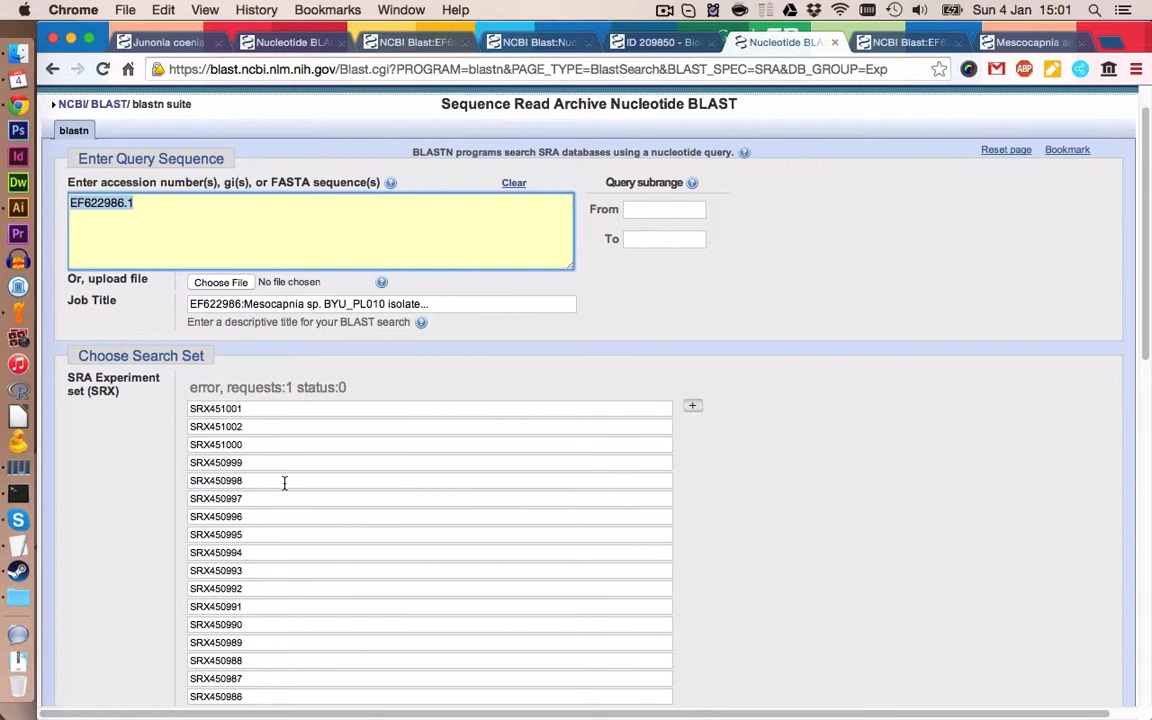 Chrome File Edit View History Bookmarks Window Help Sun 4 Jan 15:01
Junonia coenia Nucleotide BLA NCBI Blast:EF6 NCBI Blast:Nuc ID 209850 - Bio Nucleotide BLA NCBI Blast:EF6 Mesocapnia s
https://blast.ncbi.nlm.nih.gov/Blast.cgi?PROGRAM=blastn&PAGE_TYPE=BlastSearch&BLAST_SPEC=SRA&DB_GROUP=Exp
NCBI/ BLAST/ blastn suite
Sequence Read Archive Nucleotide BLAST
blastn
Enter Query Sequence
BLASTN programs search SRA databases using a nucleotide query.
Reset page Bookmark
Enter accession number(s), gi(s), or FASTA sequence(s) Clear Query subrange
EF622986.1
From
To
Or, upload file Choose File No file chosen
Job Title EF622986:Mesocapnia sp. BYU_PL010 isolate...
Enter a descriptive title for your BLAST search
Choose Search Set
SRA Experiment
set (SRX)
error, requests:1 status:0
SRX451001 +
SRX451002
SRX451000
SRX450999
SRX450998
SRX450997
SRX450996
SRX450995
SRX450994
SRX450993
SRX450992
SRX450991
SRX450990
SRX450989
SRX450988
SRX450987
SRX450986
Ps
Id
Dw
Ai
Pr